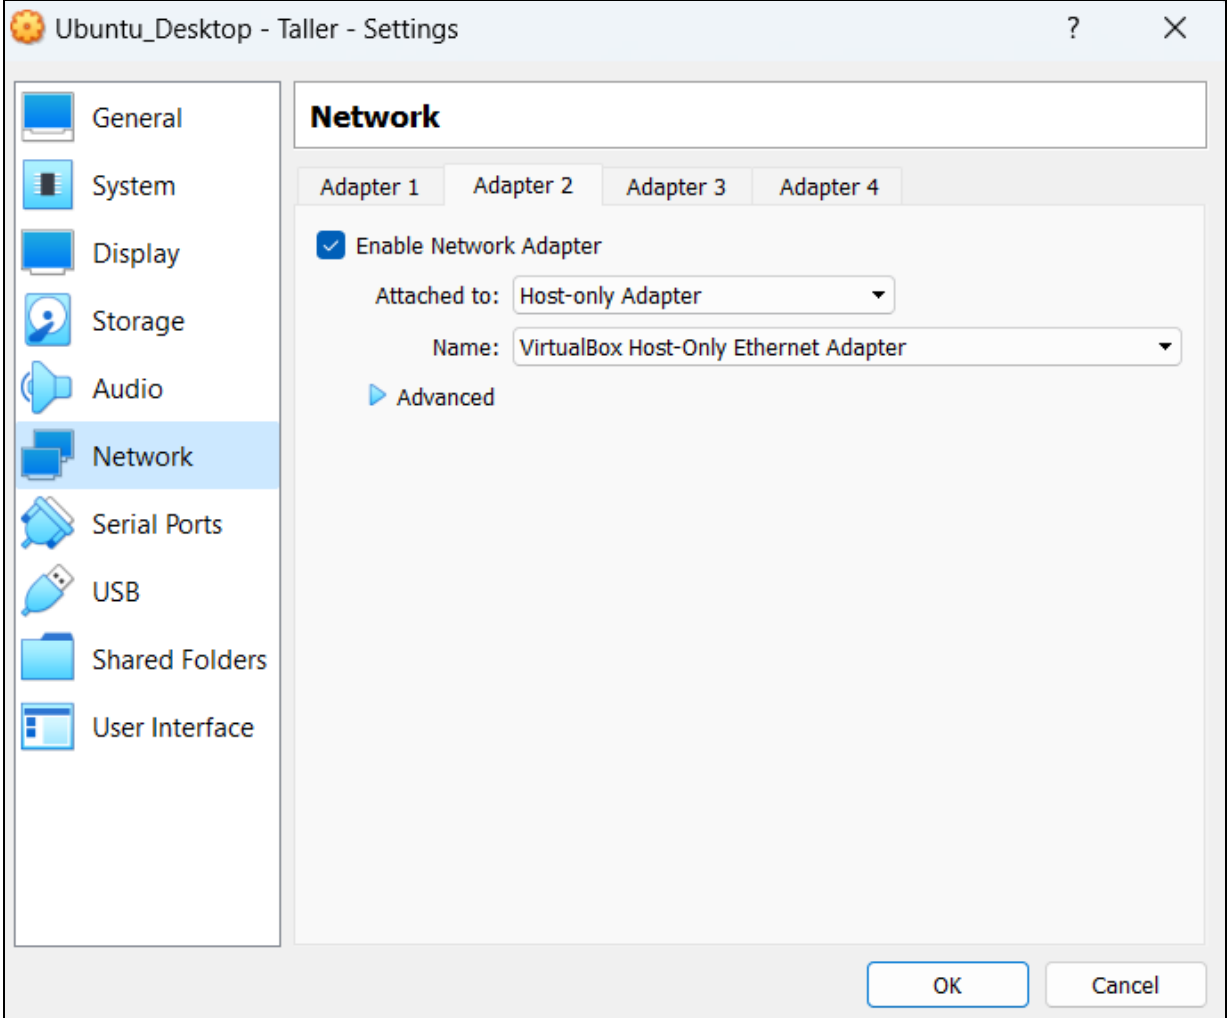 Ubuntu_Desktop - Taller - Settings ?
General
System
Display
Storage
Audio
Network
Serial Ports
USB
Shared Folders
User Interface
Network
Adapter 1 Adapter 2 Adapter 3 Adapter 4
Enable Network Adapter
Attached to: Host-only Adapter
Name: VirtualBox Host-Only Ethernet Adapter
Advanced
OK Cancel